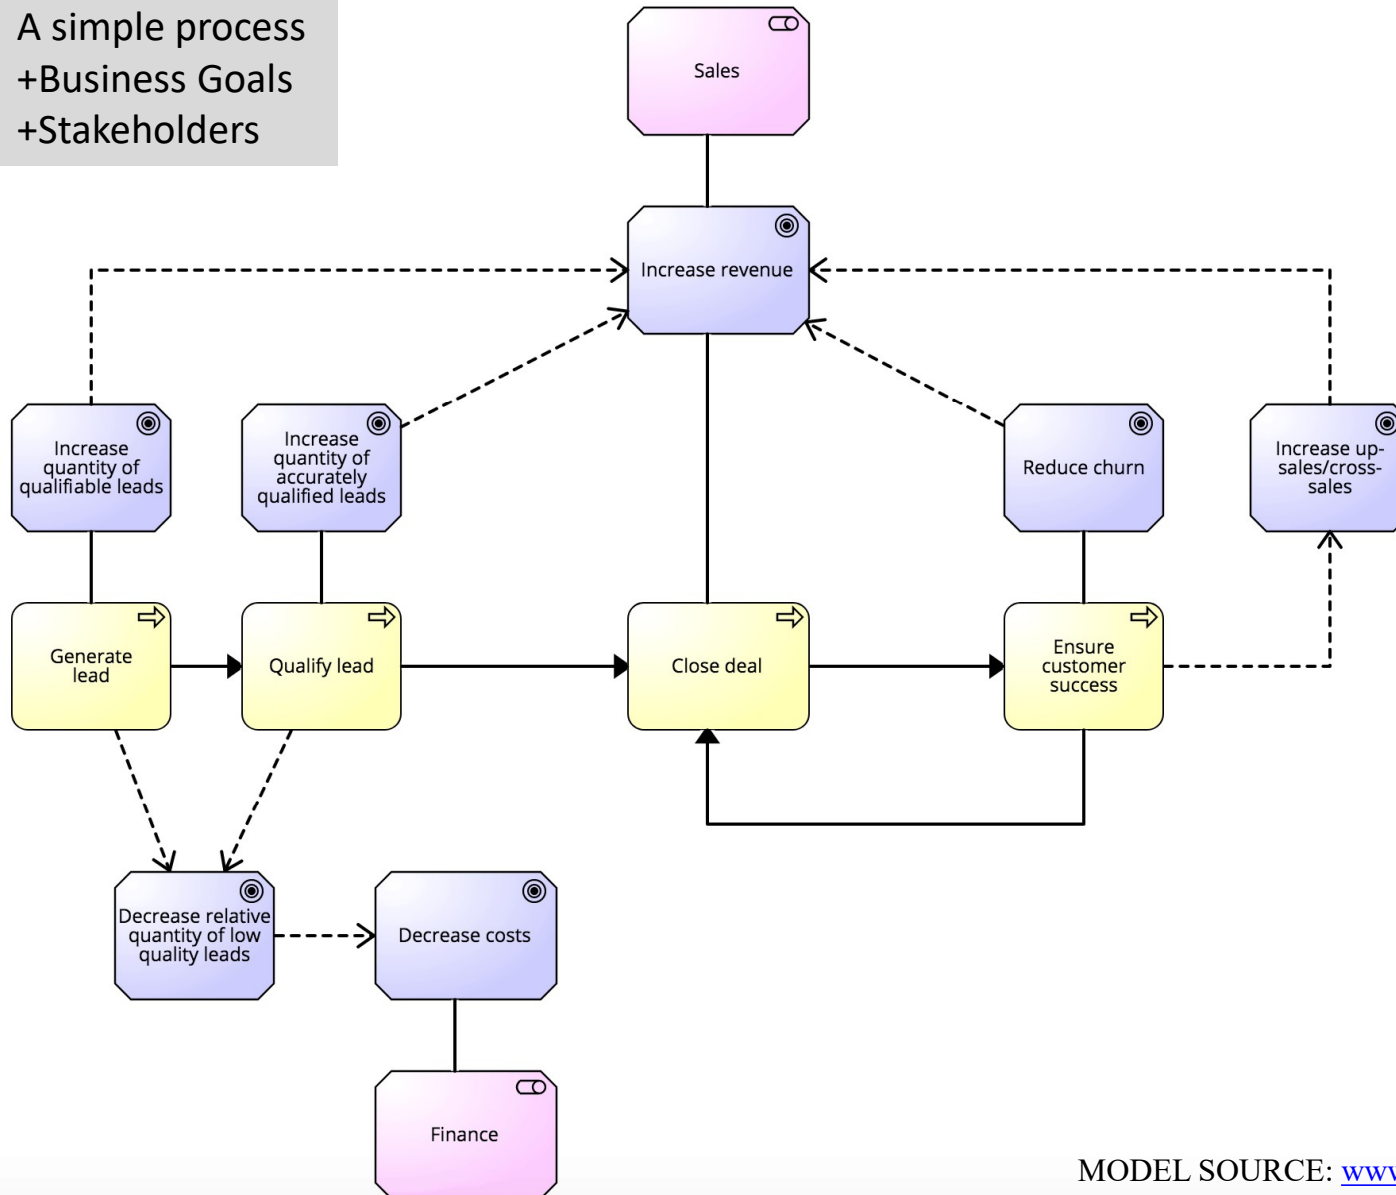 A simple process
+Business Goals
+Stakeholders
Sales
Increase revenue
Increase
quantity of
qualifiable leads
Increase
quantity of
accurately
qualified leads
Reduce churn
Increase up-
sales/cross-
sales
Generate
lead
Qualify lead
Close deal
Ensure
customer
success
Decrease relative
quantity of low
quality leads
Decrease costs
Finance
MODEL SOURCE: